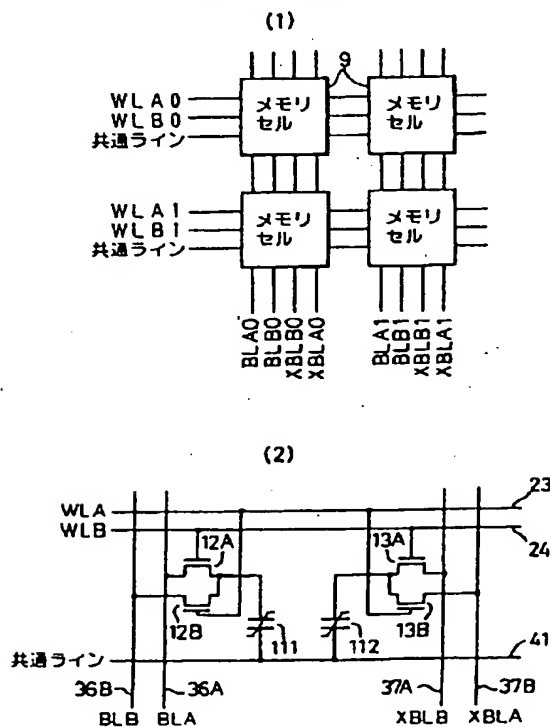 (1)
9
WLA0
WLB0
共通ライン
メモリ
セル
メモリ
セル
WLA1
WLB1
共通ライン
メモリ
セル
メモリ
セル
BLA0
BLB0
XBLB0
XBLA0
BLA1
BLB1
XBLB1
XBLA1
(2)
WLA
23
WLB
24
12A
13A
12B
13B
111
112
共通ライン
41
36B
36A
37A
37B
BLB
BLA
XBLB
XBLA